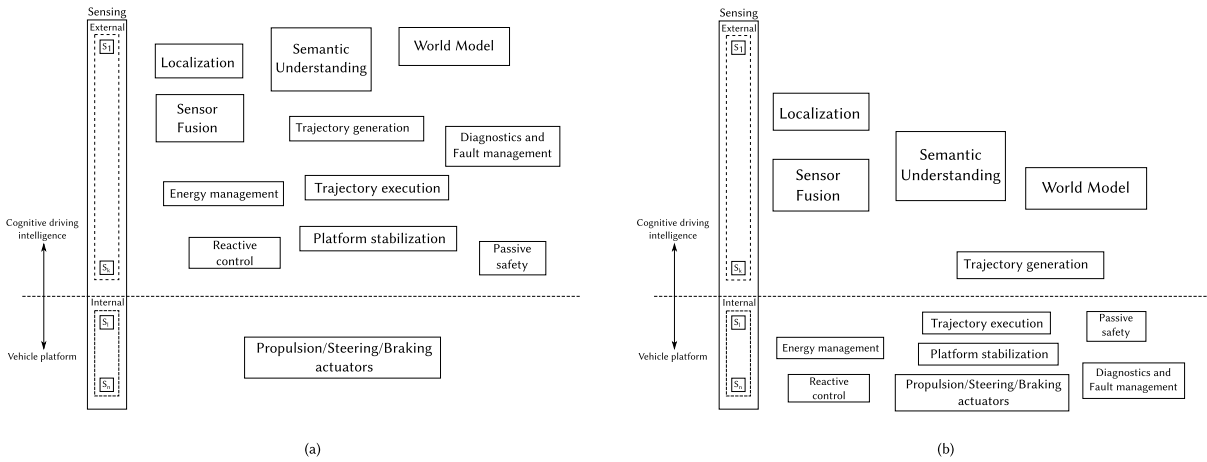 Sensing
External
S1
Localization
Semantic
Understanding
World Model
Sensor
Fusion
Trajectory generation
Diagnostics and
Fault management
Energy management
Trajectory execution
Cognitive driving
intelligence
Reactive
control
Platform stabilization
Passive
safety
Sk
Internal
Sl
Vehicle platform
Propulsion/Steering/Braking
actuators
Sn
(a)
Sensing
External
S1
Localization
Semantic
Understanding
Sensor
Fusion
World Model
Cognitive driving
intelligence
Sk
Trajectory generation
Internal
Sl
Trajectory execution
Passive
safety
Vehicle platform
Energy management
Platform stabilization
Sn
Reactive
control
Propulsion/Steering/Braking
actuators
Diagnostics and
Fault management
(b)